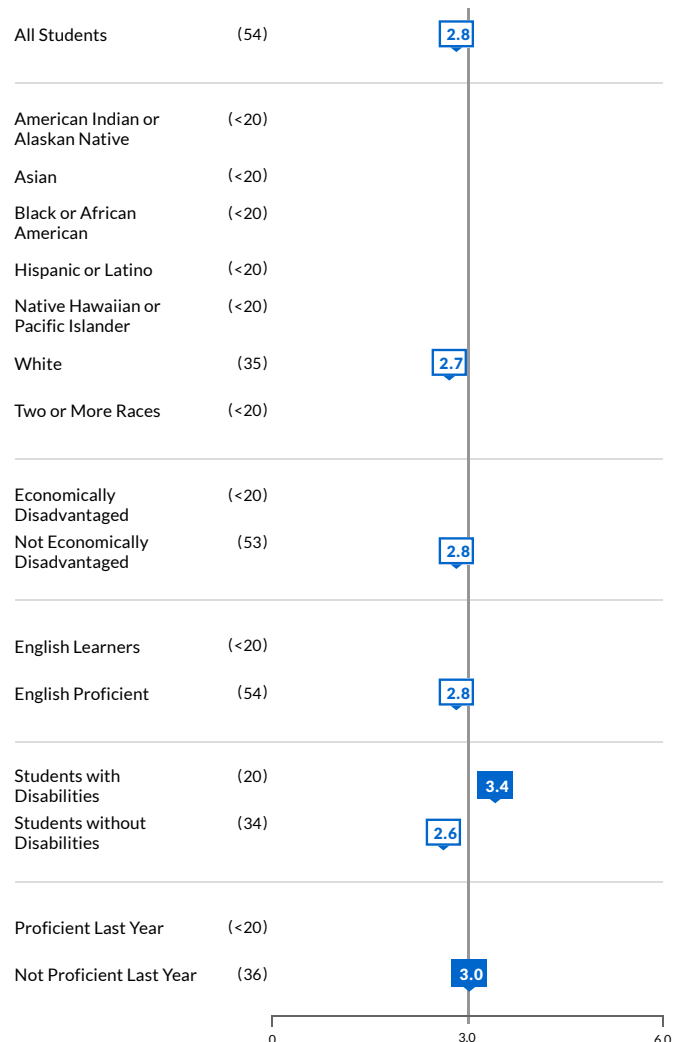 All Students (54) 2.8
American Indian or (<20)
Alaskan Native
Asian (<20)
Black or African (<20)
American
Hispanic or Latino (<20)
Native Hawaiian or (<20)
Pacific Islander
White (35) 2.7
Two or More Races (<20)
Economically (<20)
Disadvantaged
Not Economically (53) 2.8
Disadvantaged
English Learners (<20)
English Proficient (54) 2.8
Students with (20) 3.4
Disabilities
Students without (34) 2.6
Disabilities
Proficient Last Year (<20)
Not Proficient Last Year (36) 3.0
0 3.0 6.0